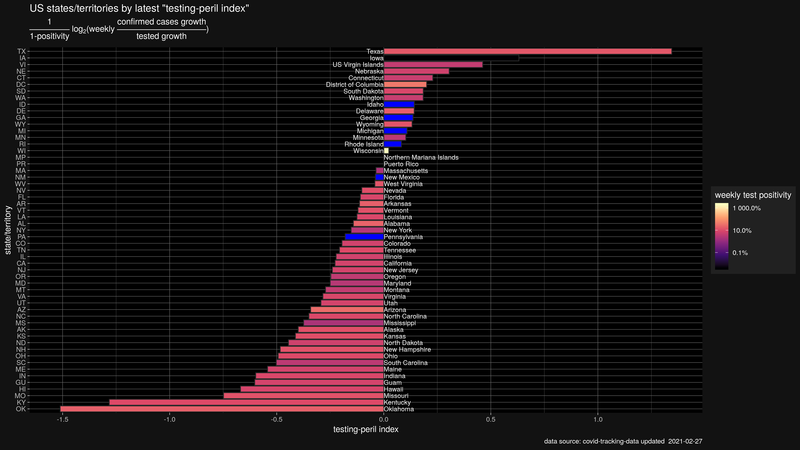 US states/territories by latest "testing-peril index"
1
1-positivity
log2(weekly
confirmed cases growth
tested growth
)
TX Texas
IA Iowa
VI US Virgin Islands
NE Nebraska
CT Connecticut
DC District of Columbia
SD South Dakota
WA Washington
ID Idaho
DE Delaware
GA Georgia
WY Wyoming
MI Michigan
MN Minnesota
RI Rhode Island
WI Wisconsin
MP Northern Mariana Islands
PR Puerto Rico
MA Massachusetts
NM New Mexico
WV West Virginia
NV Nevada
FL Florida
AR Arkansas
VT Vermont
LA Louisiana
AL Alabama
NY New York
PA Pennsylvania
CO Colorado
TN Tennessee
IL Illinois
CA California
NJ New Jersey
OR Oregon
MD Maryland
MT Montana
VA Virginia
UT Utah
AZ Arizona
NC North Carolina
MS Mississippi
AK Alaska
KS Kansas
ND North Dakota
NH New Hampshire
OH Ohio
SC South Carolina
ME Maine
IN Indiana
GU Guam
HI Hawaii
MO Missouri
KY Kentucky
OK Oklahoma
state/territory
-1.5 -1.0 -0.5 0.0 0.5 1.0
testing-peril index
weekly test positivity
1 000.0%
10.0%
0.1%
data source: covid-tracking-data updated 2021-02-27